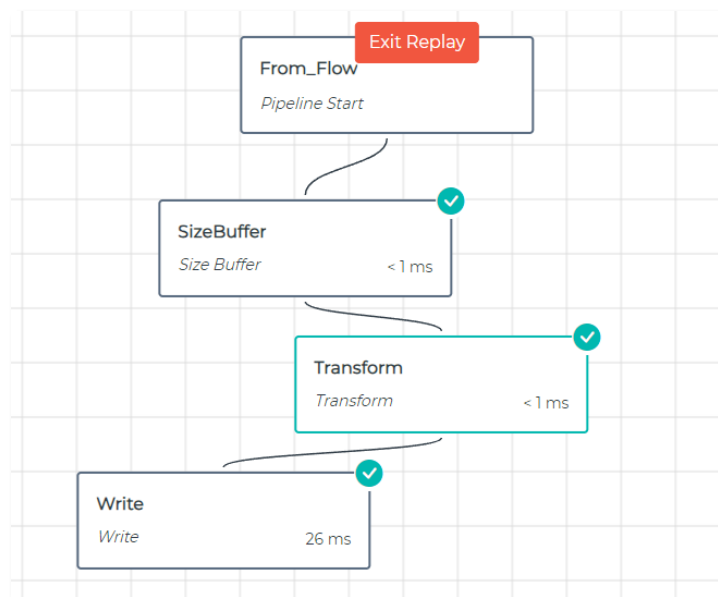 Exit Replay
From_Flow
Pipeline Start
SizeBuffer
Size Buffer
< 1 ms
Transform
Transform
< 1 ms
Write
Write
26 ms